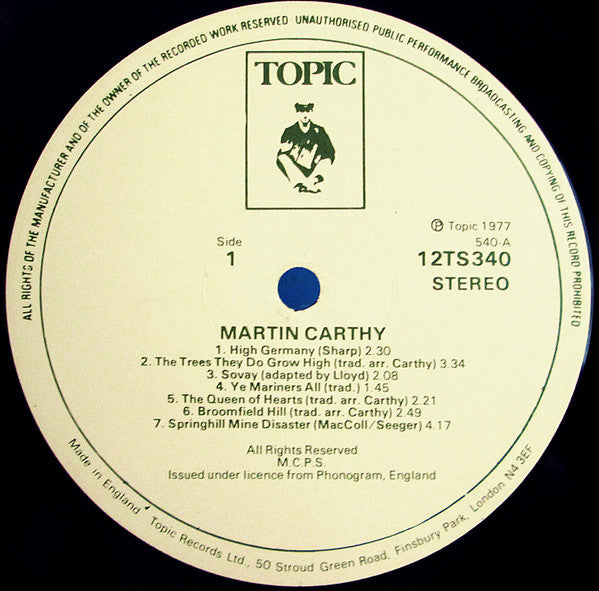 ALL RIGHTS OF THE MANUFACTURER AND OF THE OWNER OF THE RECORDED WORK RESERVED · UNAUTHORISED PUBLIC PERFORMANCE BROADCASTING AND COPYING OF THIS RECORD PROHIBITED
TOPIC
℗ Topic 1977
Side
540-A
1
12TS340
STEREO
MARTIN CARTHY
1. High Germany (Sharp) 2.30
2. The Trees They Do Grow High (trad. arr. Carthy) 3.34
3. Sovay (adapted by Lloyd) 2.08
4. Ye Mariners All (trad.) 1.45
5. The Queen of Hearts (trad. arr. Carthy) 2.21
6. Broomfield Hill (trad. arr. Carthy) 2.49
7. Springhill Mine Disaster (MacColl/Seeger) 4.17
All Rights Reserved
M.C.P.S.
Issued under licence from Phonogram, England
Made in England Topic Records Ltd., 50 Stroud Green Road, Finsbury Park, London N4 3EF